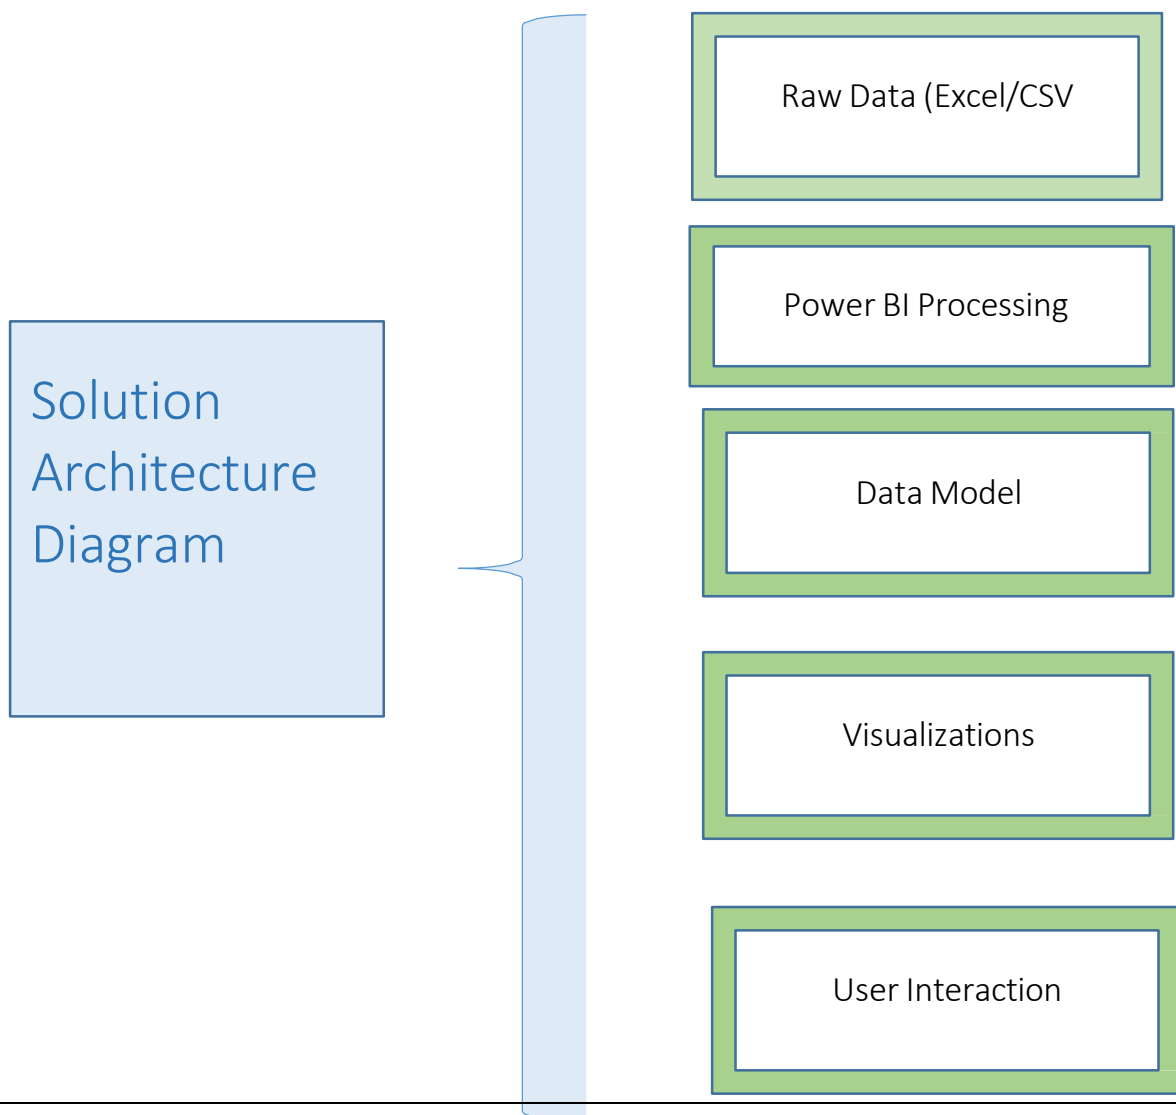 Solution
Architecture
Diagram
Raw Data (Excel/CSV
Power BI Processing
Data Model
Visualizations
User Interaction